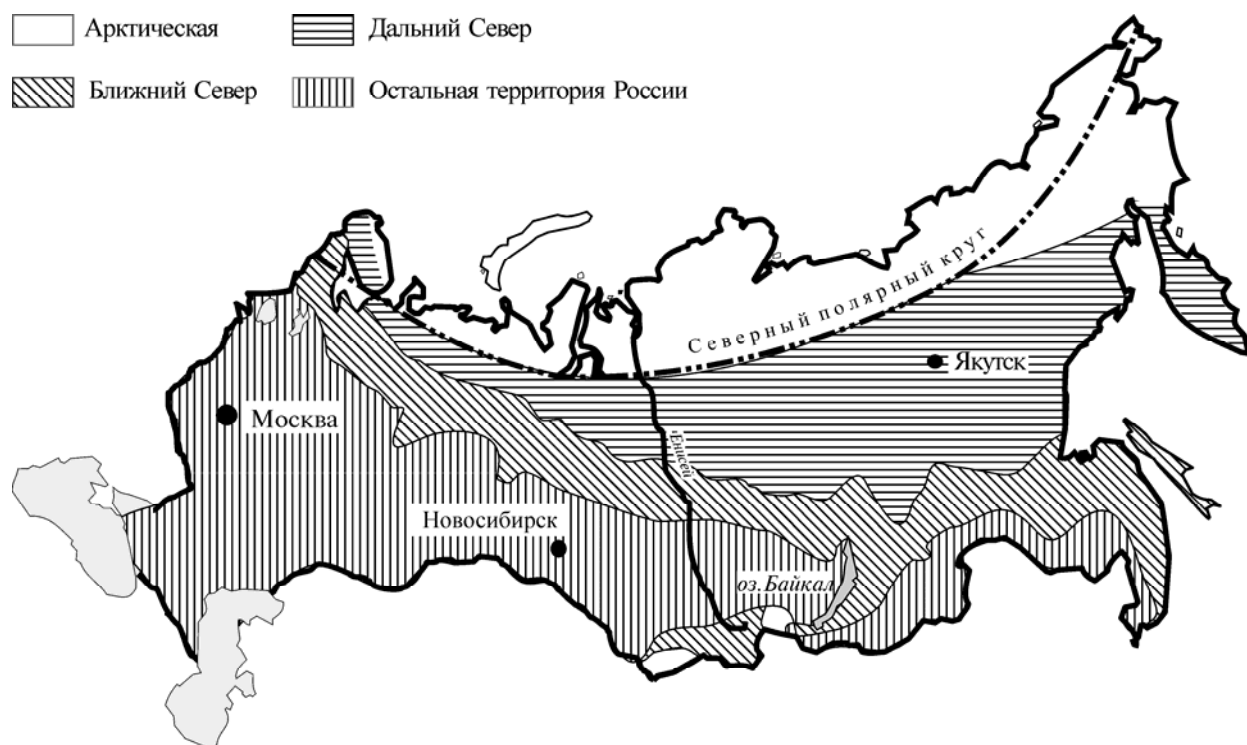 Арктическая
Дальний Север
Ближний Север
Остальная территория России
Северный полярный круг
Якутск
Москва
Енисей
Новосибирск
оз.Байкал